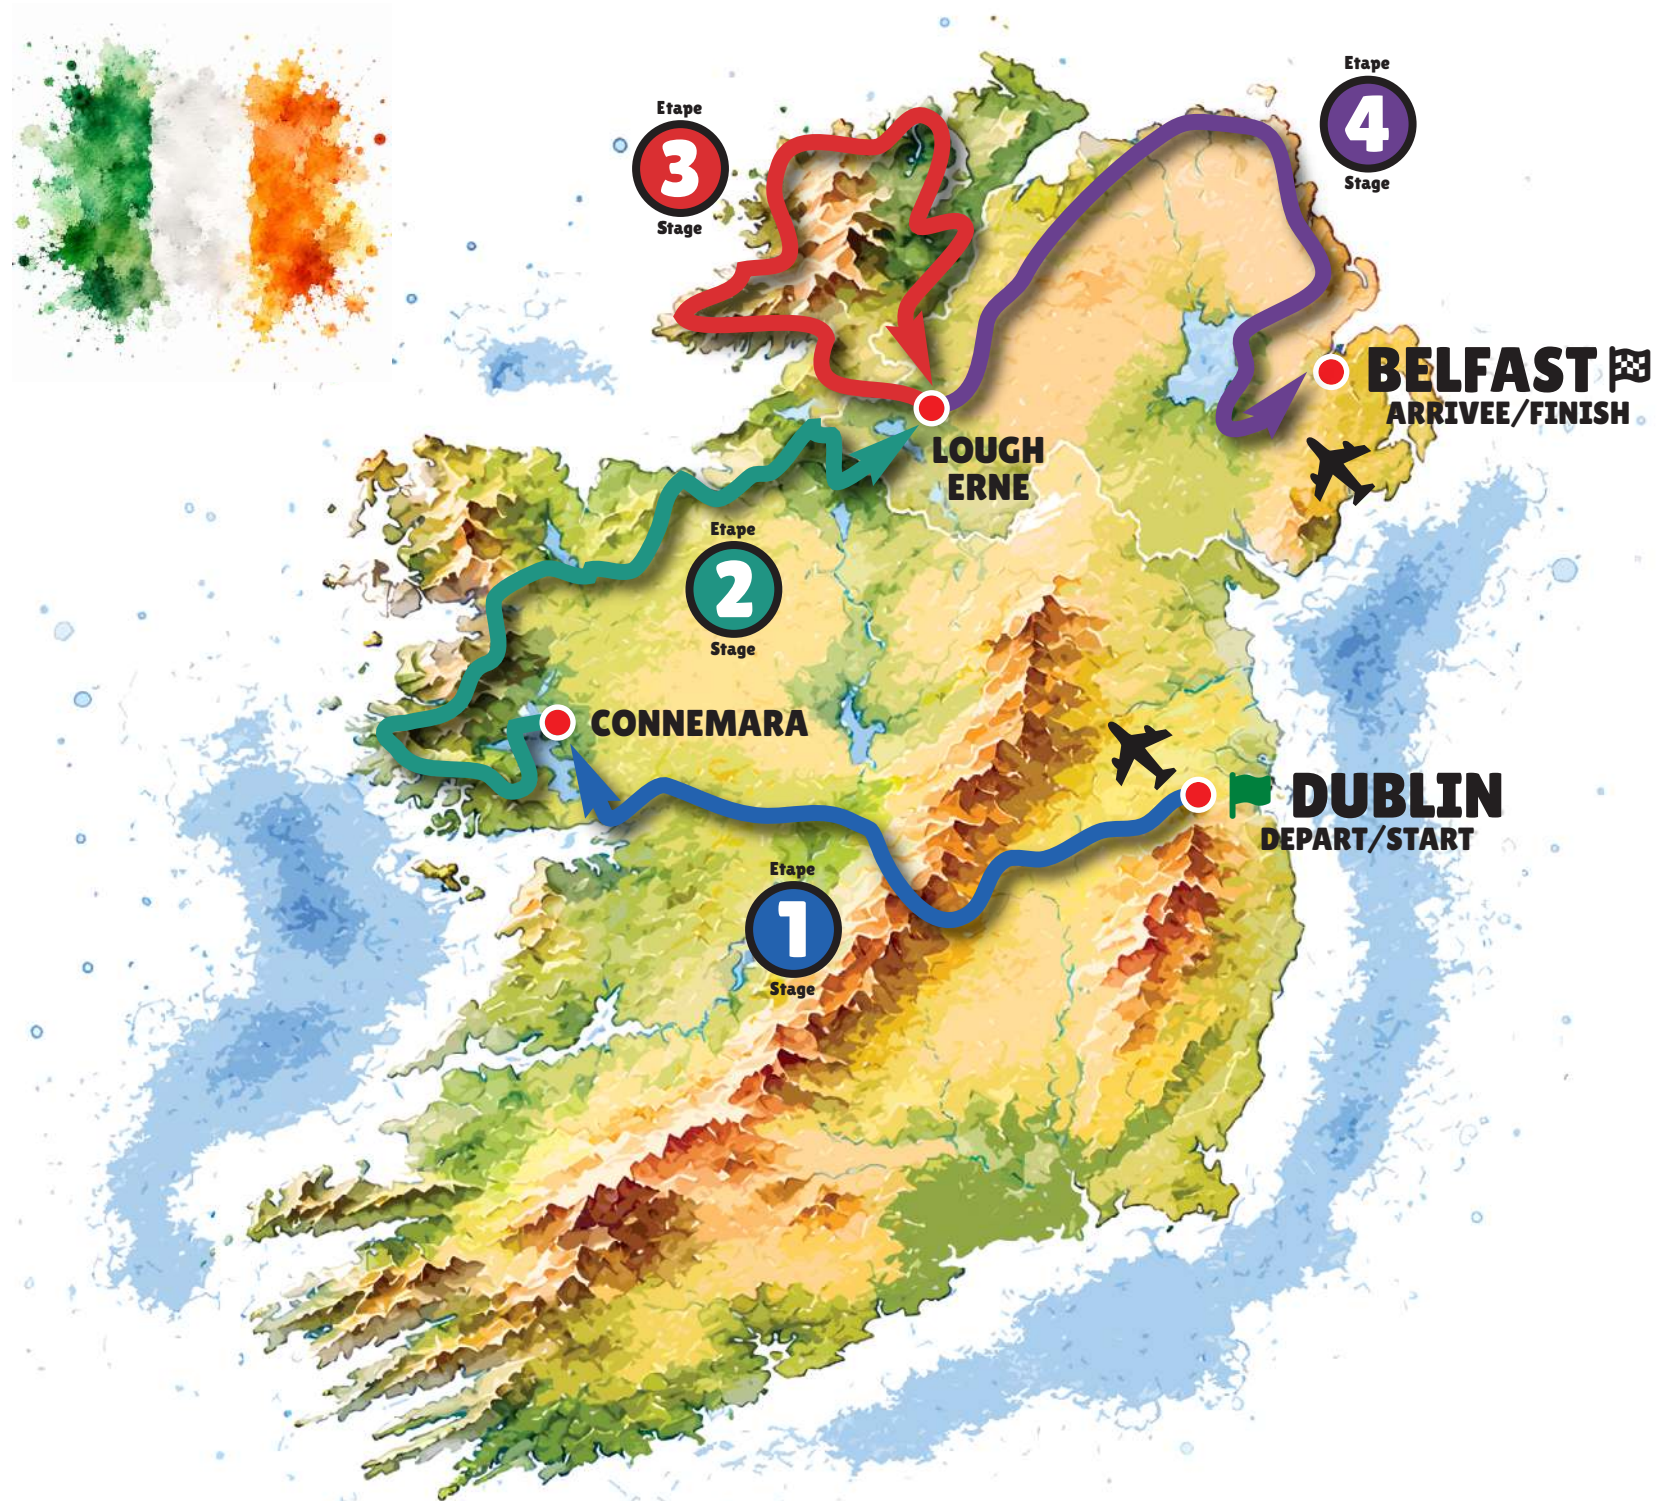 Etape
4
Stage
Etape
3
Stage
BELFAST
ARRIVEE/FINISH
LOUGH
ERNE
Etape
2
Stage
CONNEMARA
DUBLIN
DEPART/START
Etape
1
Stage